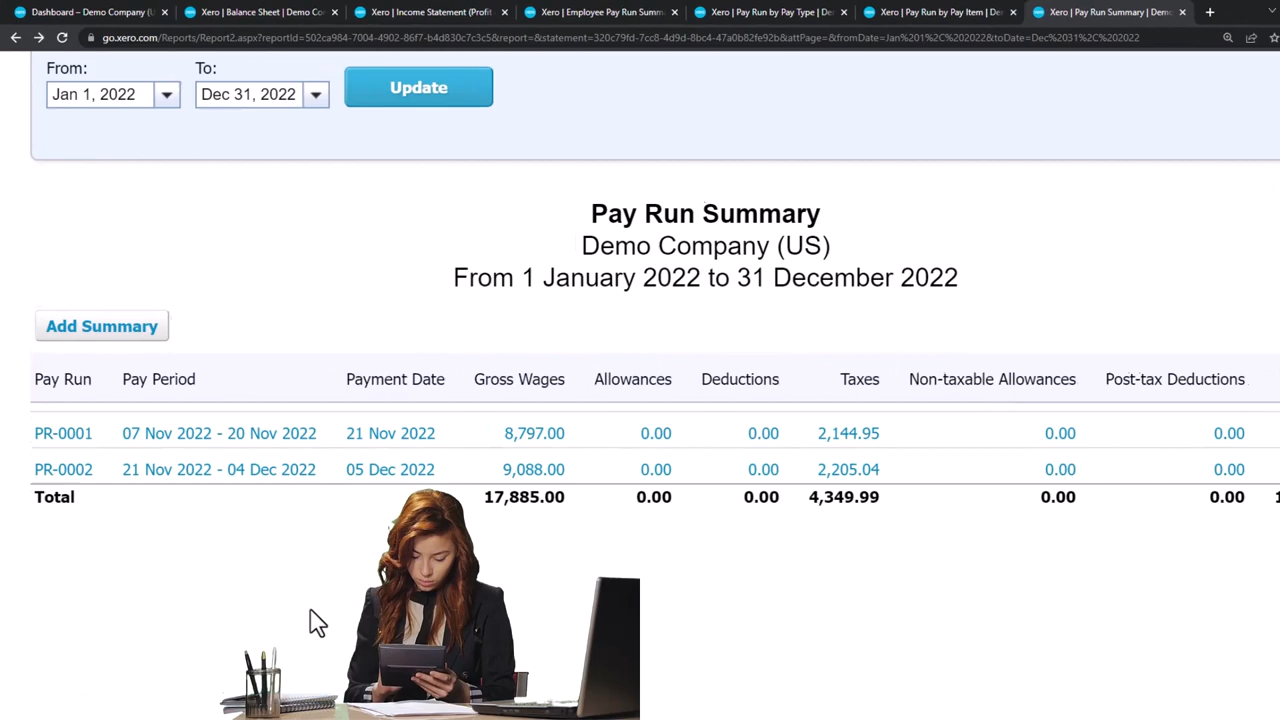 Dashboard – Demo Company (U
Xero | Balance Sheet | Demo Co
Xero | Income Statement (Profit
Xero | Employee Pay Run Summ
Xero | Pay Run by Pay Type | De
Xero | Pay Run by Pay Item | De
Xero | Pay Run Summary | Demo
go.xero.com/Reports/Report2.aspx?reportId=502ca984-7004-4902-86f7-b4d830c7c3c5&report=&statement=320c79fd-7cc8-4d9d-8bc4-47a0b82fe92b&attPage=&fromDate=Jan%201%2C%202022&toDate=Dec%2031%2C%202022
From: To:
Jan 1, 2022 Dec 31, 2022 Update
Pay Run Summary
Demo Company (US)
From 1 January 2022 to 31 December 2022
Add Summary
Pay Run Pay Period Payment Date Gross Wages Allowances Deductions Taxes Non-taxable Allowances Post-tax Deductions
PR-0001 07 Nov 2022 - 20 Nov 2022 21 Nov 2022 8,797.00 0.00 0.00 2,144.95 0.00 0.00
PR-0002 21 Nov 2022 - 04 Dec 2022 05 Dec 2022 9,088.00 0.00 0.00 2,205.04 0.00 0.00
Total 17,885.00 0.00 0.00 4,349.99 0.00 0.00